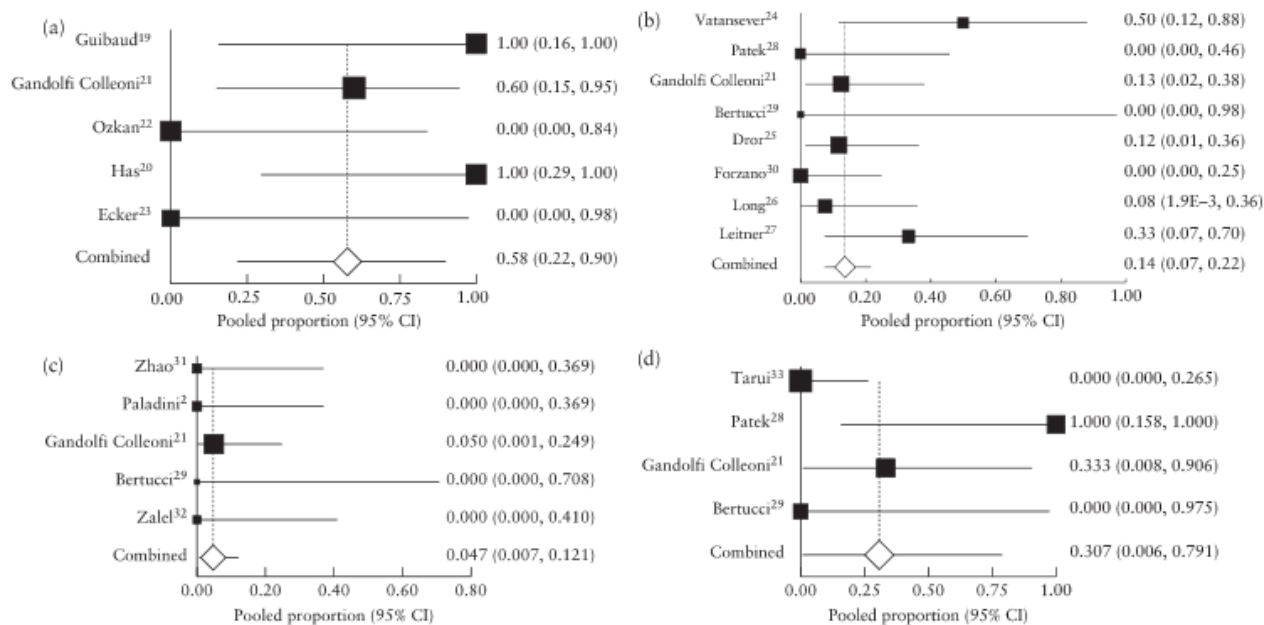 (a)
Guibaud¹⁹ 1.00 (0.16, 1.00)
Gandolfi Colleoni²¹ 0.60 (0.15, 0.95)
Ozkan²² 0.00 (0.00, 0.84)
Has²⁰ 1.00 (0.29, 1.00)
Ecker²³ 0.00 (0.00, 0.98)
Combined 0.58 (0.22, 0.90)
0.00 0.25 0.50 0.75 1.00
Pooled proportion (95% CI)
(b)
Vatansever²⁴ 0.50 (0.12, 0.88)
Patek²⁸ 0.00 (0.00, 0.46)
Gandolfi Colleoni²¹ 0.13 (0.02, 0.38)
Bertucci²⁹ 0.00 (0.00, 0.98)
Dror²⁵ 0.12 (0.01, 0.36)
Forzano³⁰ 0.00 (0.00, 0.25)
Long²⁶ 0.08 (1.9E−3, 0.36)
Leitner²⁷ 0.33 (0.07, 0.70)
Combined 0.14 (0.07, 0.22)
0.00 0.20 0.40 0.60 0.80 1.00
Pooled proportion (95% CI)
(c)
Zhao³¹ 0.000 (0.000, 0.369)
Paladini² 0.000 (0.000, 0.369)
Gandolfi Colleoni²¹ 0.050 (0.001, 0.249)
Bertucci²⁹ 0.000 (0.000, 0.708)
Zalel³² 0.000 (0.000, 0.410)
Combined 0.047 (0.007, 0.121)
0.00 0.20 0.40 0.60 0.80
Pooled proportion (95% CI)
(d)
Tarui³³ 0.000 (0.000, 0.265)
Patek²⁸ 1.000 (0.158, 1.000)
Gandolfi Colleoni²¹ 0.333 (0.008, 0.906)
Bertucci²⁹ 0.000 (0.000, 0.975)
Combined 0.307 (0.006, 0.791)
0.00 0.25 0.50 0.75 1.00
Pooled proportion (95% CI)